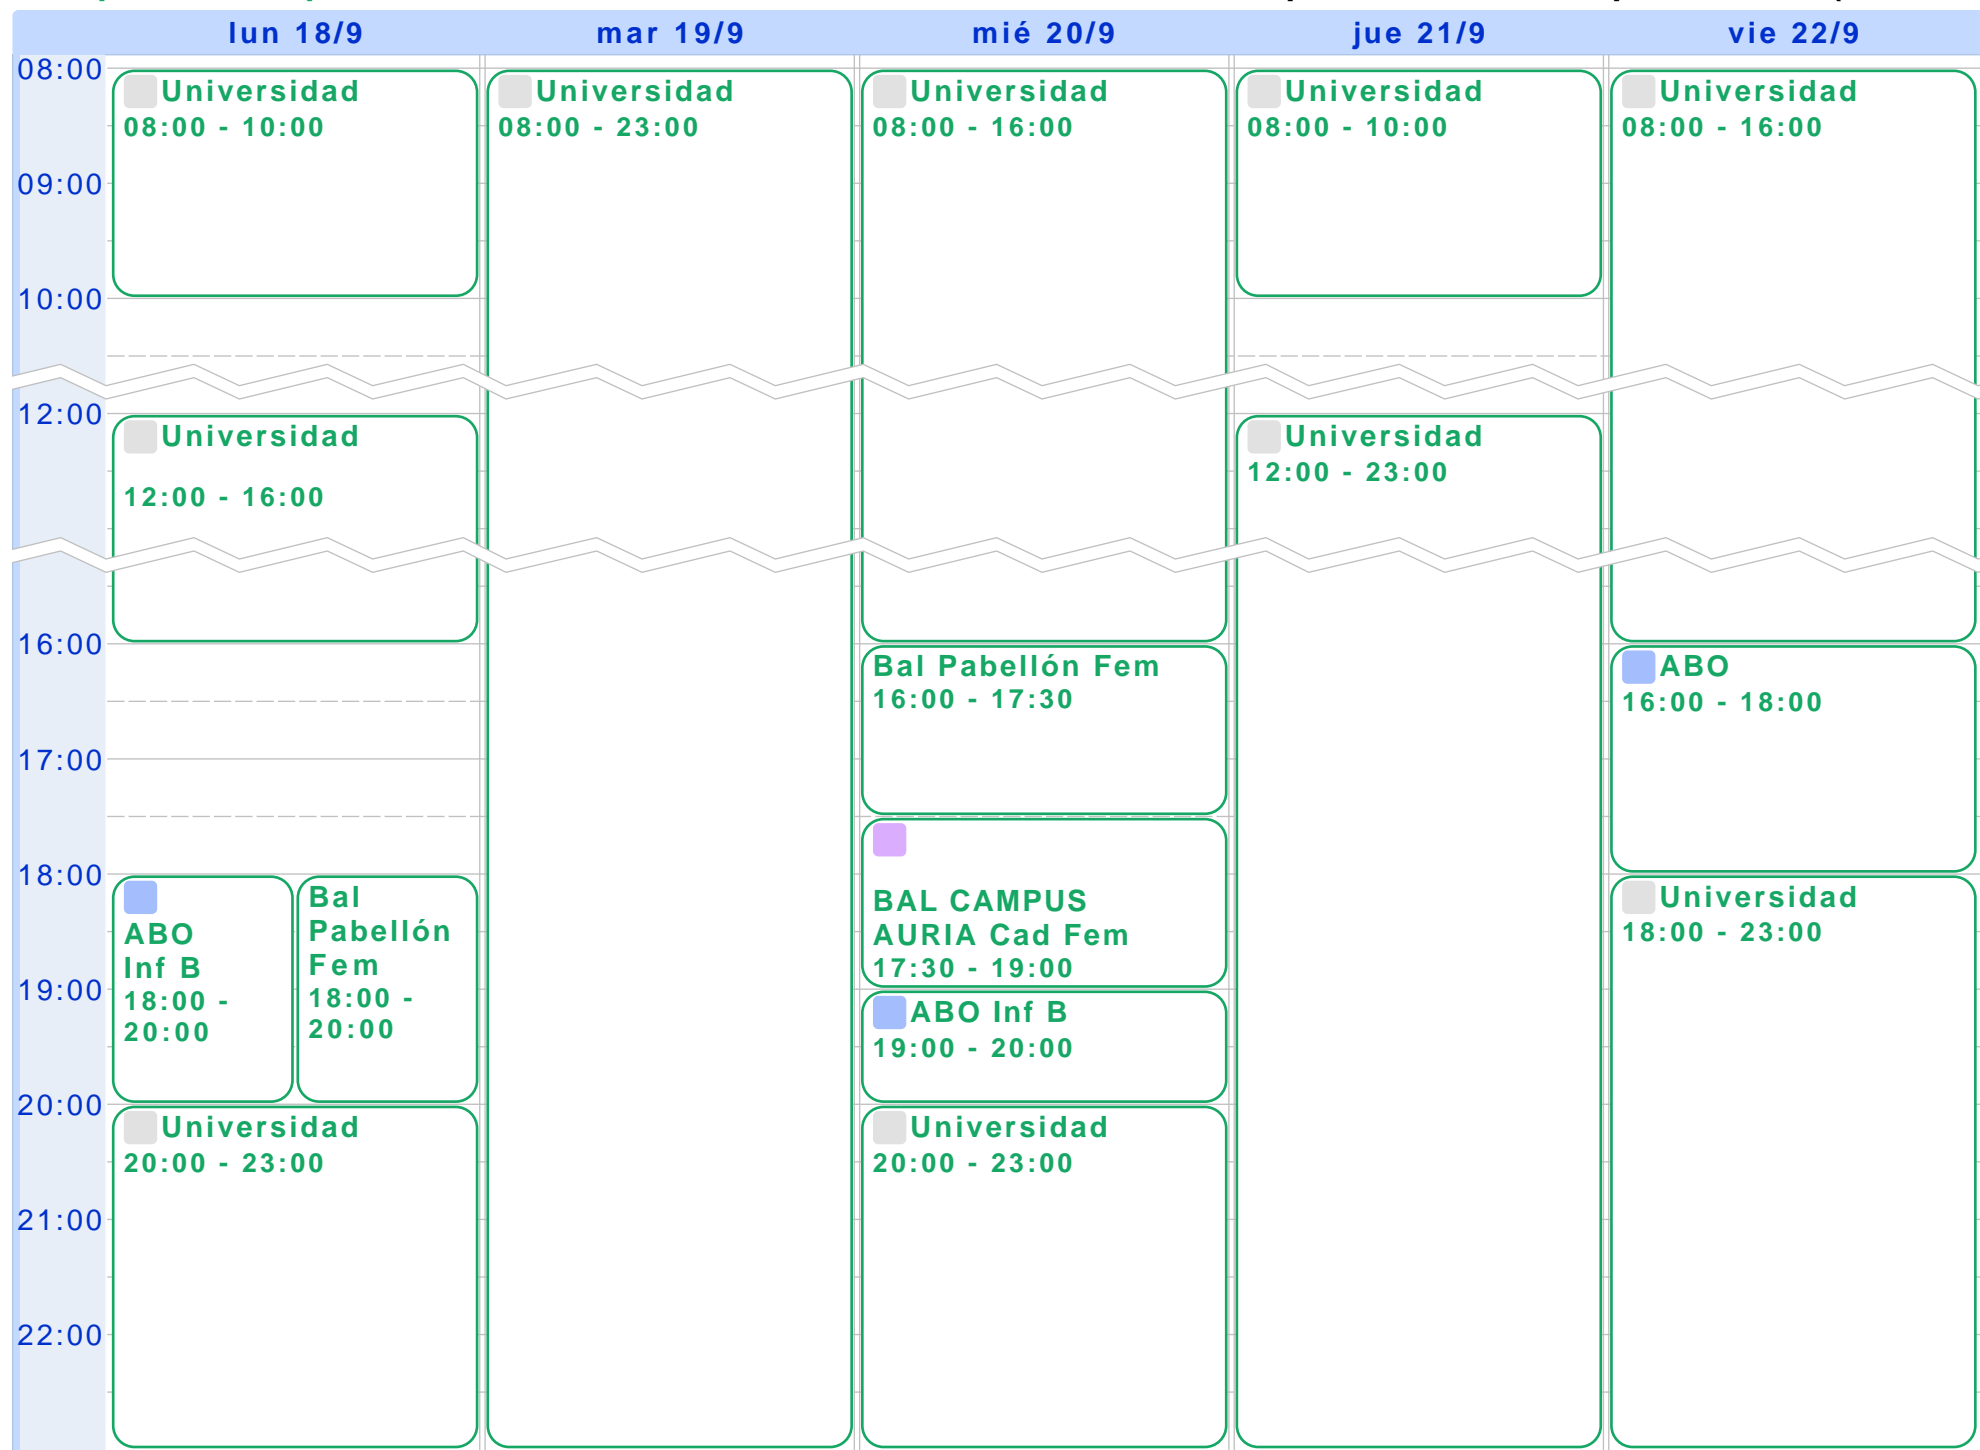 lun 18/9
mar 19/9
mié 20/9
jue 21/9
vie 22/9
08:00
09:00
10:00
12:00
16:00
17:00
18:00
19:00
20:00
21:00
22:00
Universidad
08:00 - 10:00
Universidad
12:00 - 16:00
ABO
Inf B
18:00 -
20:00
Bal
Pabellón
Fem
18:00 -
20:00
Universidad
20:00 - 23:00
Universidad
08:00 - 23:00
Universidad
08:00 - 16:00
Bal Pabellón Fem
16:00 - 17:30
BAL CAMPUS
AURIA Cad Fem
17:30 - 19:00
ABO Inf B
19:00 - 20:00
Universidad
20:00 - 23:00
Universidad
08:00 - 10:00
Universidad
12:00 - 23:00
Universidad
08:00 - 16:00
ABO
16:00 - 18:00
Universidad
18:00 - 23:00